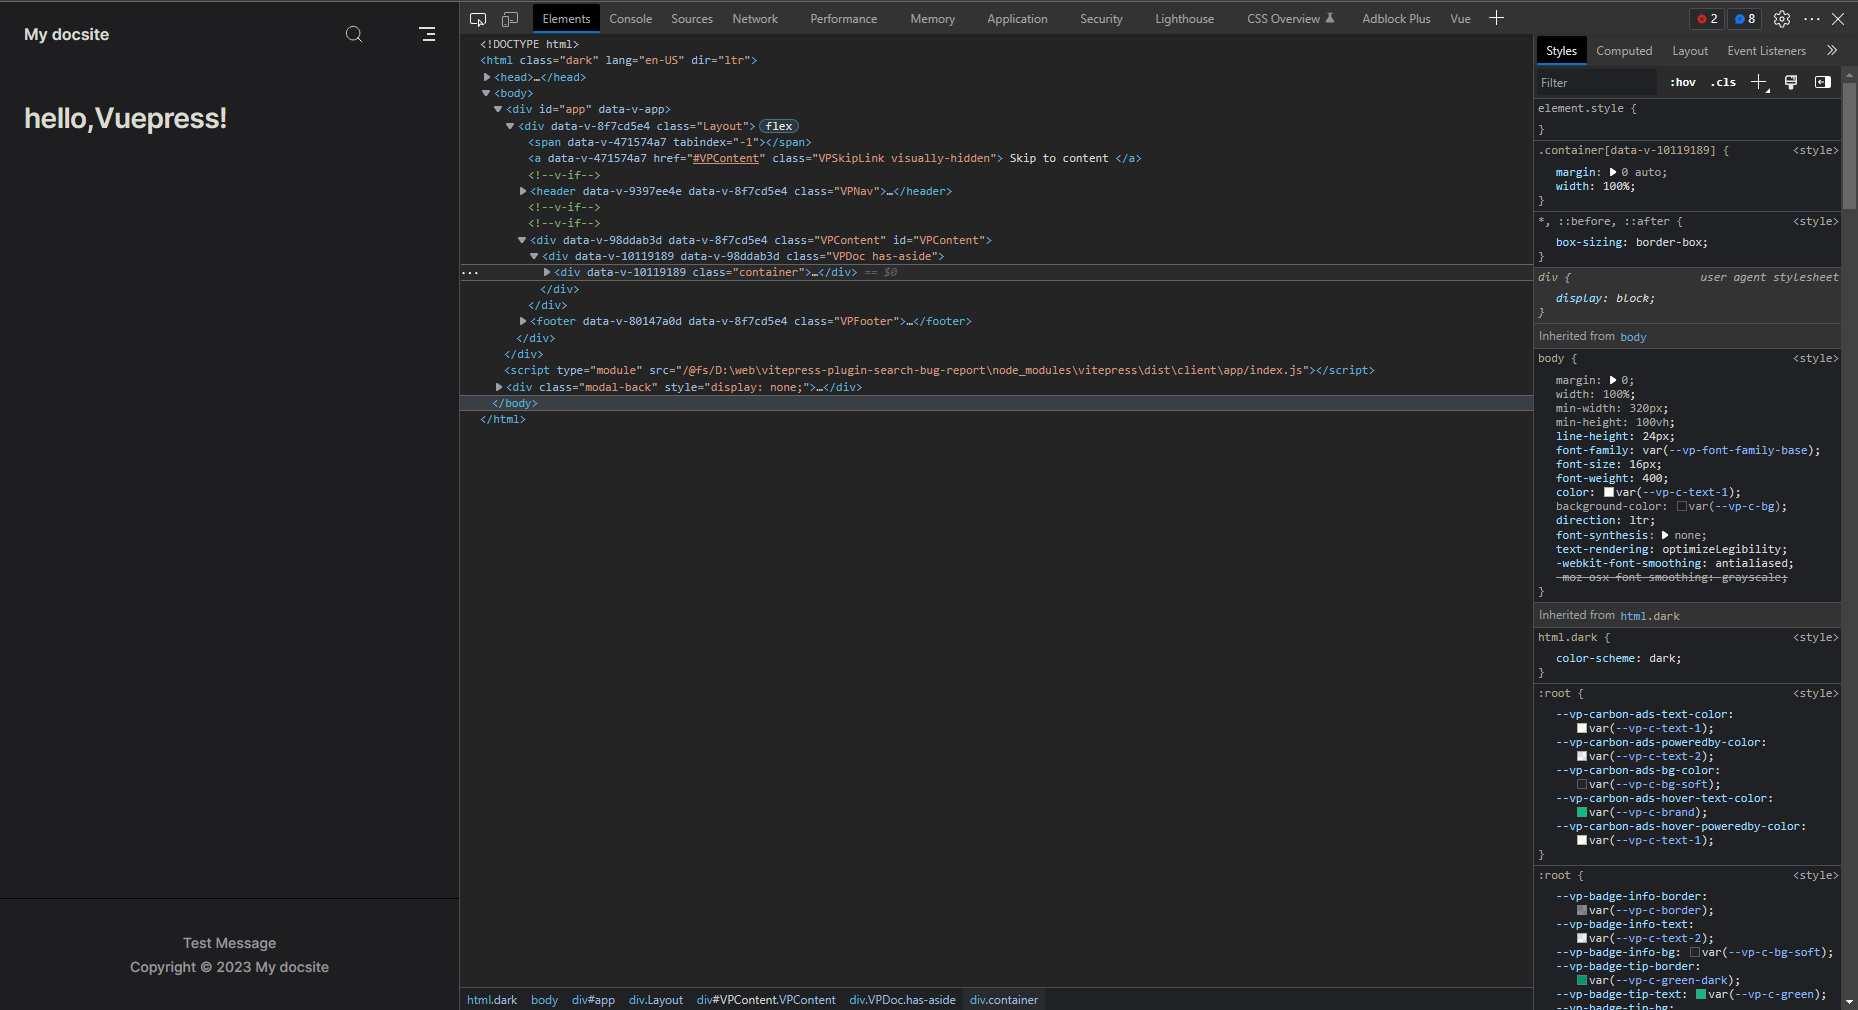 My docsite
hello,Vuepress!
Test Message
Copyright © 2023 My docsite
Elements Console Sources Network Performance Memory Application Security Lighthouse CSS Overview Adblock Plus Vue
2 8
<!DOCTYPE html>
<html class="dark" lang="en-US" dir="ltr">
<head>…</head>
<body>
<div id="app" data-v-app>
<div data-v-8f7cd5e4 class="Layout"> flex
<span data-v-471574a7 tabindex="-1"></span>
<a data-v-471574a7 href="#VPContent" class="VPSkipLink visually-hidden"> Skip to content </a>
<!--v-if-->
<header data-v-9397ee4e data-v-8f7cd5e4 class="VPNav">…</header>
<!--v-if-->
<!--v-if-->
<div data-v-98ddab3d data-v-8f7cd5e4 class="VPContent" id="VPContent">
<div data-v-10119189 data-v-98ddab3d class="VPDoc has-aside">
… <div data-v-10119189 class="container">…</div> == $0
</div>
</div>
<footer data-v-80147a0d data-v-8f7cd5e4 class="VPFooter">…</footer>
</div>
</div>
<script type="module" src="/@fs/D:\web\vitepress-plugin-search-bug-report\node_modules\vitepress\dist\client\app/index.js"></script>
<div class="modal-back" style="display: none;">…</div>
</body>
</html>
html.dark body div#app div.Layout div#VPContent.VPContent div.VPDoc.has-aside div.container
Styles Computed Layout Event Listeners
Filter :hov .cls
element.style {
}
.container[data-v-10119189] { <style>
margin: 0 auto;
width: 100%;
}
*, ::before, ::after { <style>
box-sizing: border-box;
}
div { user agent stylesheet
display: block;
}
Inherited from body
body { <style>
margin: 0;
width: 100%;
min-width: 320px;
min-height: 100vh;
line-height: 24px;
font-family: var(--vp-font-family-base);
font-size: 16px;
font-weight: 400;
color: var(--vp-c-text-1);
background-color: var(--vp-c-bg);
direction: ltr;
font-synthesis: none;
text-rendering: optimizeLegibility;
-webkit-font-smoothing: antialiased;
-moz-osx-font-smoothing: grayscale;
}
Inherited from html.dark
html.dark { <style>
color-scheme: dark;
}
:root { <style>
--vp-carbon-ads-text-color:
var(--vp-c-text-1);
--vp-carbon-ads-poweredby-color:
var(--vp-c-text-2);
--vp-carbon-ads-bg-color:
var(--vp-c-bg-soft);
--vp-carbon-ads-hover-text-color:
var(--vp-c-brand);
--vp-carbon-ads-hover-poweredby-color:
var(--vp-c-text-1);
}
:root { <style>
--vp-badge-info-border:
var(--vp-c-border);
--vp-badge-info-text:
var(--vp-c-text-2);
--vp-badge-info-bg: var(--vp-c-bg-soft);
--vp-badge-tip-border:
var(--vp-c-green-dark);
--vp-badge-tip-text: var(--vp-c-green);
--vp-badge-tip-bg: